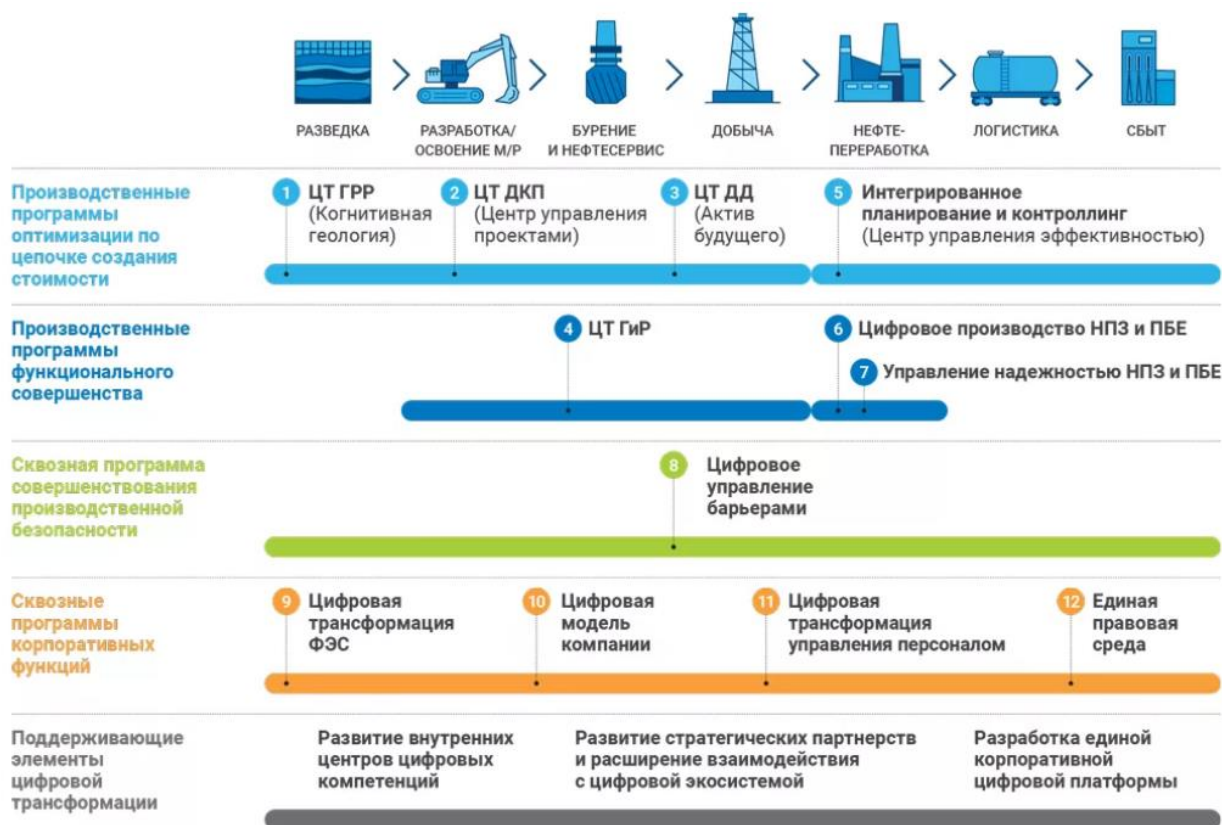 РАЗВЕДКА
РАЗРАБОТКА/
ОСВОЕНИЕ М/Р
БУРЕНИЕ
И НЕФТЕСЕРВИС
ДОБЫЧА
НЕФТЕ-
ПЕРЕРАБОТКА
ЛОГИСТИКА
СБЫТ
Производственные
программы
оптимизации по
цепочке создания
стоимости
1 ЦТ ГРР
(Когнитивная
геология)
2 ЦТ ДКП
(Центр управления
проектами)
3 ЦТ ДД
(Актив
будущего)
5 Интегрированное
планирование и контроллинг
(Центр управления эффективностью)
Производственные
программы
функционального
совершенства
4 ЦТ ГиР
6 Цифровое производство НПЗ и ПБЕ
7 Управление надежностью НПЗ и ПБЕ
Сквозная программа
совершенствования
производственной
безопасности
8 Цифровое
управление
барьерами
Сквозные
программы
корпоративных
функций
9 Цифровая
трансформация
ФЭС
10 Цифровая
модель
компании
11 Цифровая
трансформация
управления персоналом
12 Единая
правовая
среда
Поддерживающие
элементы
цифровой
трансформации
Развитие внутренних
центров цифровых
компетенций
Развитие стратегических партнерств
и расширение взаимодействия
с цифровой экосистемой
Разработка единой
корпоративной
цифровой платформы